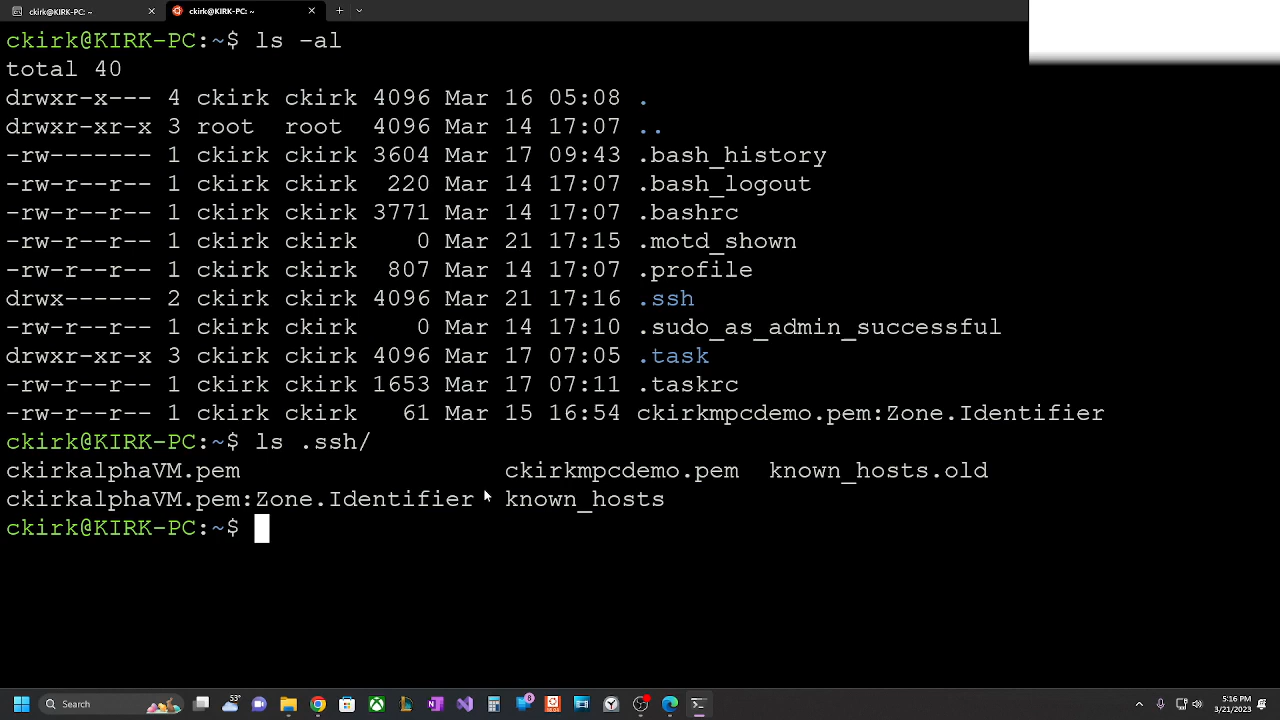 ckirk@KIRK-PC: ~
ckirk@KIRK-PC: ~
ckirk@KIRK-PC:~$ ls -al
total 40
drwxr-x--- 4 ckirk ckirk 4096 Mar 16 05:08 .
drwxr-xr-x 3 root  root  4096 Mar 14 17:07 ..
-rw------- 1 ckirk ckirk 3604 Mar 17 09:43 .bash_history
-rw-r--r-- 1 ckirk ckirk  220 Mar 14 17:07 .bash_logout
-rw-r--r-- 1 ckirk ckirk 3771 Mar 14 17:07 .bashrc
-rw-r--r-- 1 ckirk ckirk    0 Mar 21 17:15 .motd_shown
-rw-r--r-- 1 ckirk ckirk  807 Mar 14 17:07 .profile
drwx------ 2 ckirk ckirk 4096 Mar 21 17:16 .ssh
-rw-r--r-- 1 ckirk ckirk    0 Mar 14 17:10 .sudo_as_admin_successful
drwxr-xr-x 3 ckirk ckirk 4096 Mar 17 07:05 .task
-rw-r--r-- 1 ckirk ckirk 1653 Mar 17 07:11 .taskrc
-rw-r--r-- 1 ckirk ckirk   61 Mar 15 16:54 ckirkmpcdemo.pem:Zone.Identifier
ckirk@KIRK-PC:~$ ls .ssh/
ckirkalphaVM.pem                  ckirkmpcdemo.pem  known_hosts.old
ckirkalphaVM.pem:Zone.Identifier  known_hosts
ckirk@KIRK-PC:~$
Search
53°
8
5:16 PM
3/21/2023